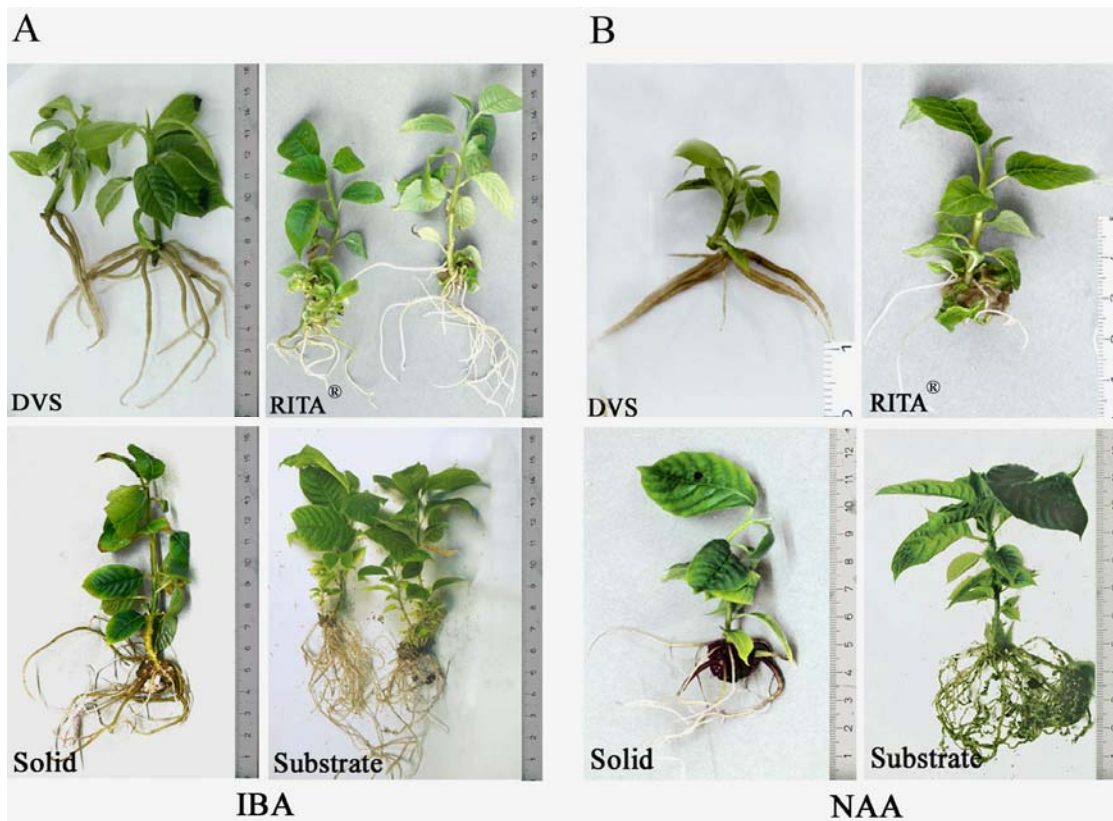 A
B
DVS
RITA®
DVS
RITA®
Solid
Substrate
Solid
Substrate
IBA
NAA